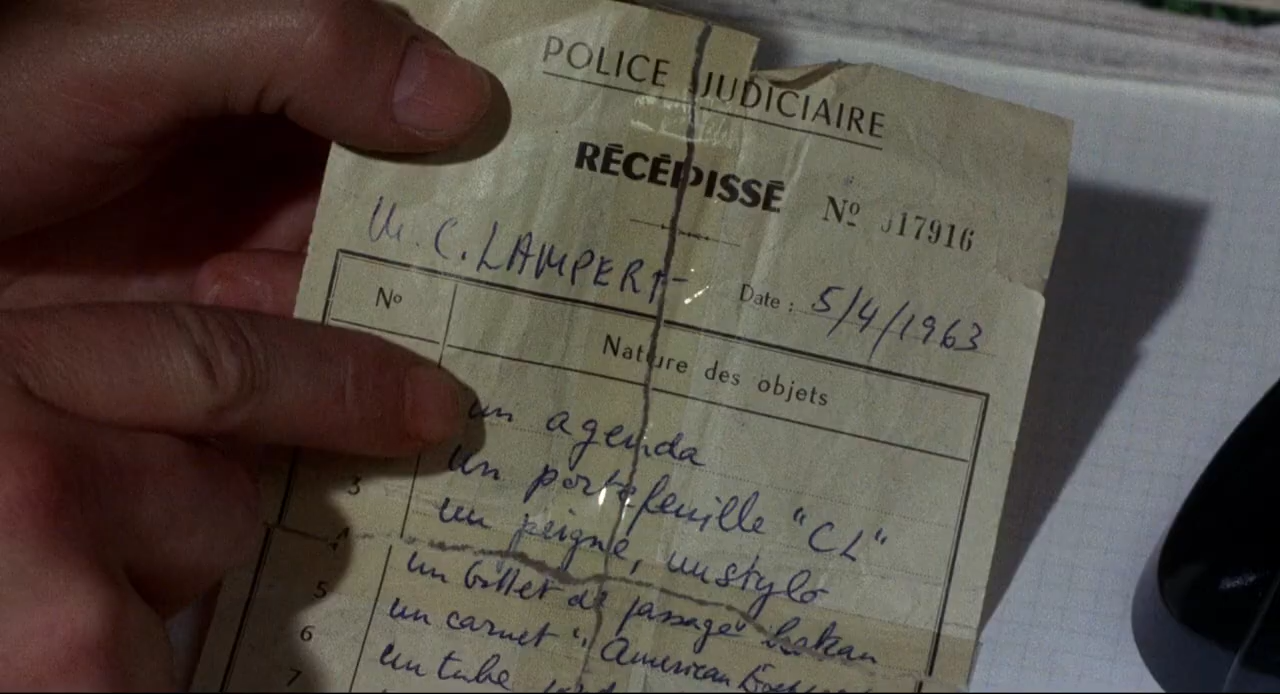 POLICE JUDICIAIRE
RÉCÉPISSÉ Nº 17916
M. C. LAMPERT
Date : 5/4/1963
Nº Nature des objets
un agenda
3 un portefeuille "CL"
4 un peigne, un stylo
5 un billet de passage
6 un carnet "American
7 un tube